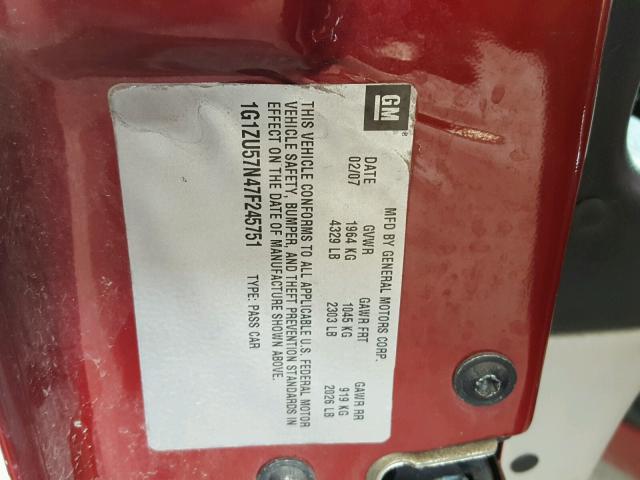 GM®
MFD BY GENERAL MOTORS CORP.
DATE GVWR GAWR FRT GAWR RR
02/07 1964 KG 1045 KG 919 KG
4329 LB 2303 LB 2026 LB
THIS VEHICLE CONFORMS TO ALL APPLICABLE U.S. FEDERAL MOTOR
VEHICLE SAFETY, BUMPER, AND THEFT PREVENTION STANDARDS IN
EFFECT ON THE DATE OF MANUFACTURE SHOWN ABOVE.
1G1ZU57N47F245751 TYPE: PASS CAR